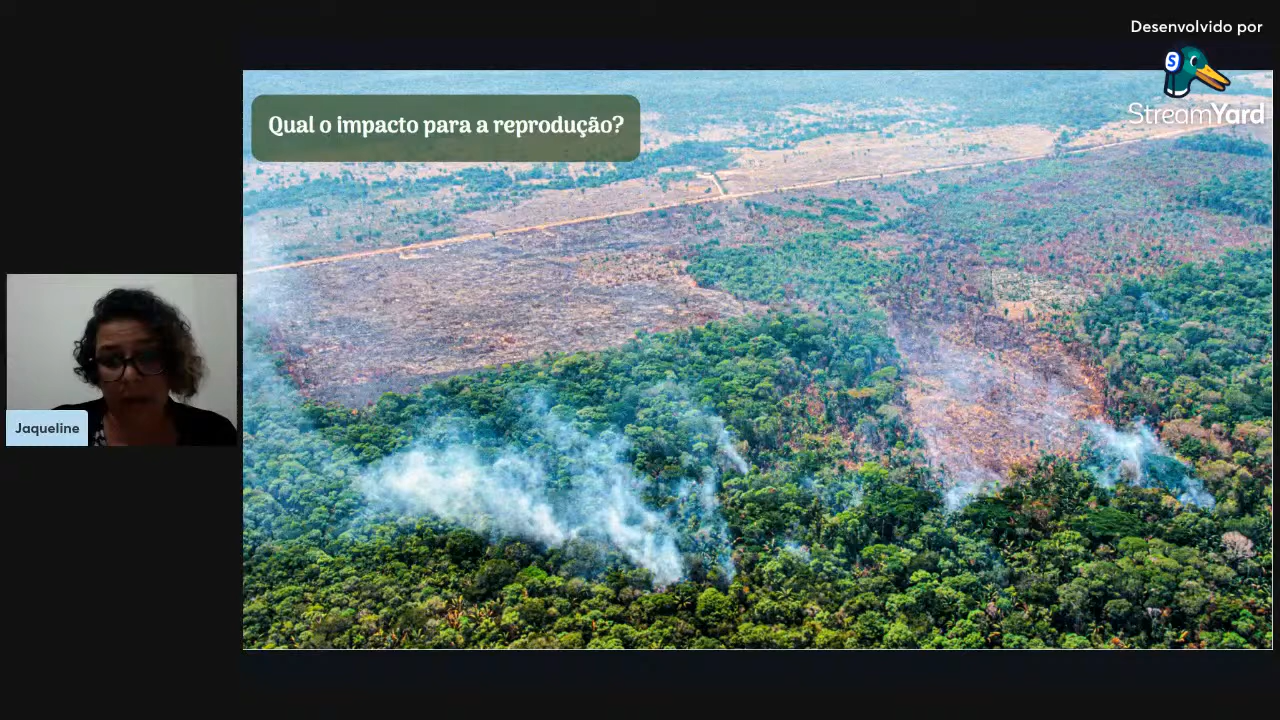 Desenvolvido por
S
StreamYard
Qual o impacto para a reprodução?
Jaqueline